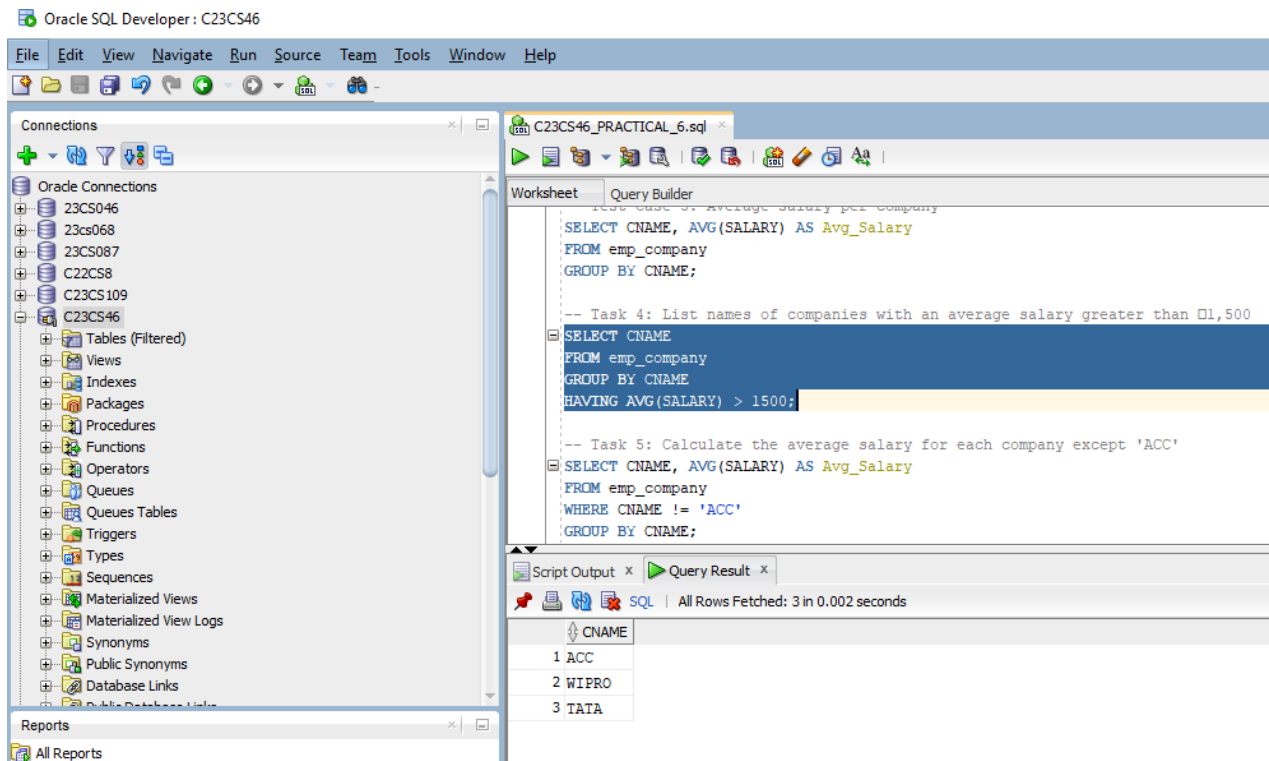 Oracle SQL Developer : C23CS46
File Edit View Navigate Run Source Team Tools Window Help
Connections
Oracle Connections
23CS046
23cs068
23CS087
C22CS8
C23CS109
C23CS46
Tables (Filtered)
Views
Indexes
Packages
Procedures
Functions
Operators
Queues
Queues Tables
Triggers
Types
Sequences
Materialized Views
Materialized View Logs
Synonyms
Public Synonyms
Database Links
Public Database Links
Reports
All Reports
C23CS46_PRACTICAL_6.sql
Worksheet Query Builder
Average Salary per Company
SELECT CNAME, AVG(SALARY) AS Avg_Salary
FROM emp_company
GROUP BY CNAME;
-- Task 4: List names of companies with an average salary greater than □1,500
SELECT CNAME
FROM emp_company
GROUP BY CNAME
HAVING AVG(SALARY) > 1500;
-- Task 5: Calculate the average salary for each company except 'ACC'
SELECT CNAME, AVG(SALARY) AS Avg_Salary
FROM emp_company
WHERE CNAME != 'ACC'
GROUP BY CNAME;
Script Output x Query Result x
SQL | All Rows Fetched: 3 in 0.002 seconds
CNAME
1 ACC
2 WIPRO
3 TATA